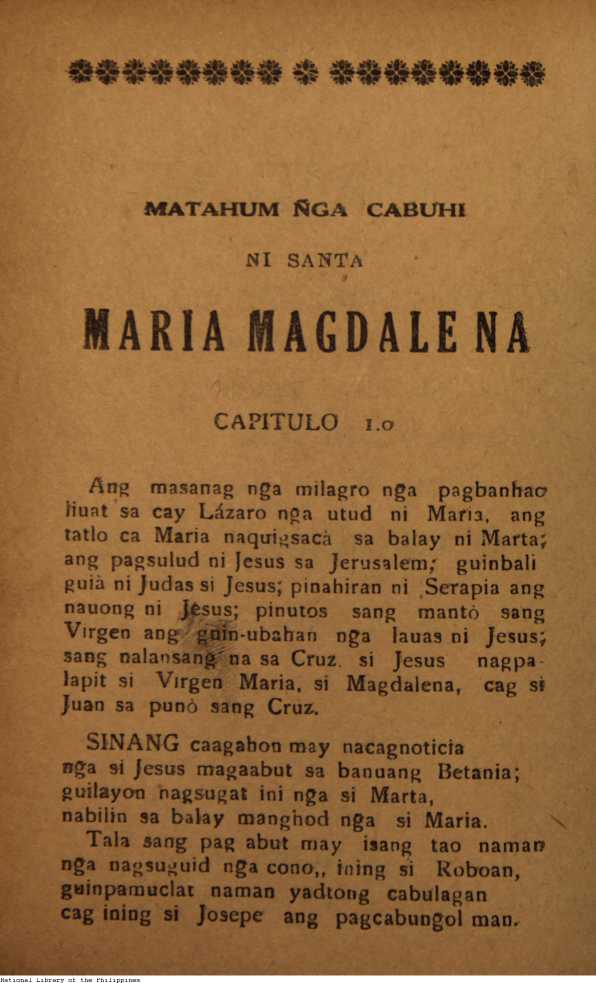 MATAHUM ÑGA CABUHI
NI SANTA
MARIA MAGDALENA
CAPITULO 1.o
Ang masanag nga milagro nga pagbanhao
liuat sa cay Lázaro nga utud ni Maria, ang
tatlo ca Maria naquigsacà sa balay ni Marta;
ang pagsulud ni Jesus sa Jerusalem; guinbali
guià ni Judas si Jesus; pinahiran ni Serapia ang
nauong ni Jesus; pinutos sang mantò sang
Virgen ang guin-ubahan nga lauas ni Jesus;
sang nalansang na sa Cruz. si Jesus nagpa-
lapit si Virgen Maria, si Magdalena, cag si
Juan sa punò sang Cruz.
SINANG caagahon may nacagnoticia
nga si Jesus magaabut sa banuang Betania;
guilayon nagsugat ini nga si Marta,
nabilin sa balay manghod nga si Maria.
Tala sang pag abut may isang tao naman
nga nagsuguid nga cono,, ining si Roboan,
guinpamuclat naman yadtong cabulagan
cag ining si Josepe ang pagcabungol man.
National Library of the Philippines